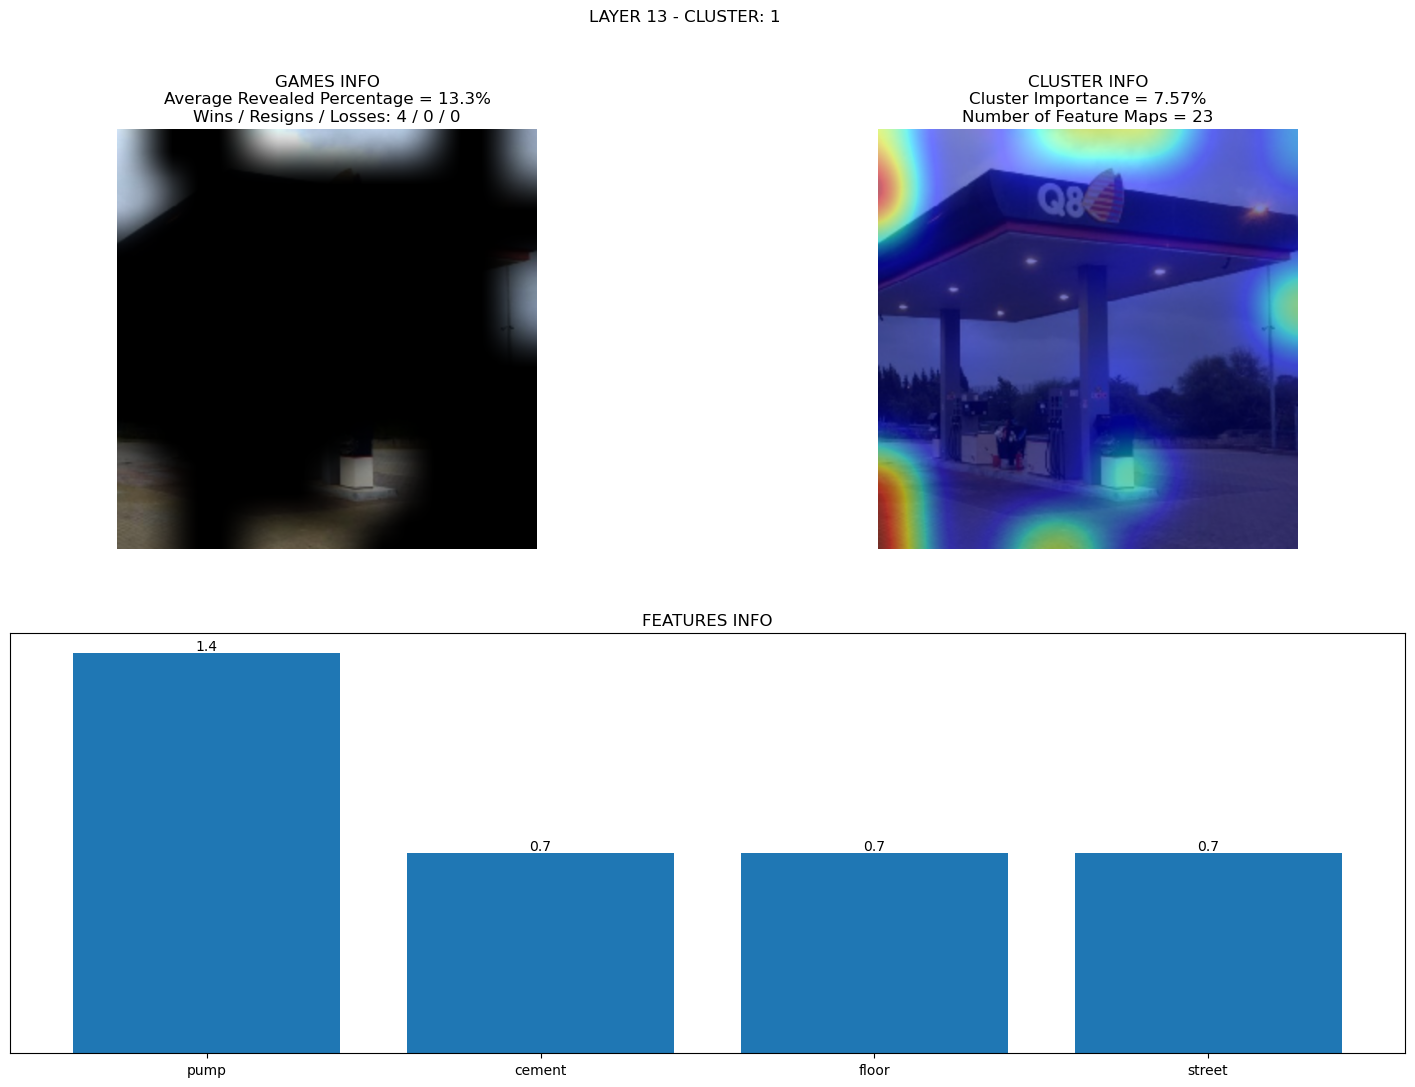 LAYER 13 - CLUSTER: 1
GAMES INFO
Average Revealed Percentage = 13.3%
Wins / Resigns / Losses: 4 / 0 / 0
CLUSTER INFO
Cluster Importance = 7.57%
Number of Feature Maps = 23
Q8
FEATURES INFO
1.4
0.7
0.7
0.7
pump
cement
floor
street